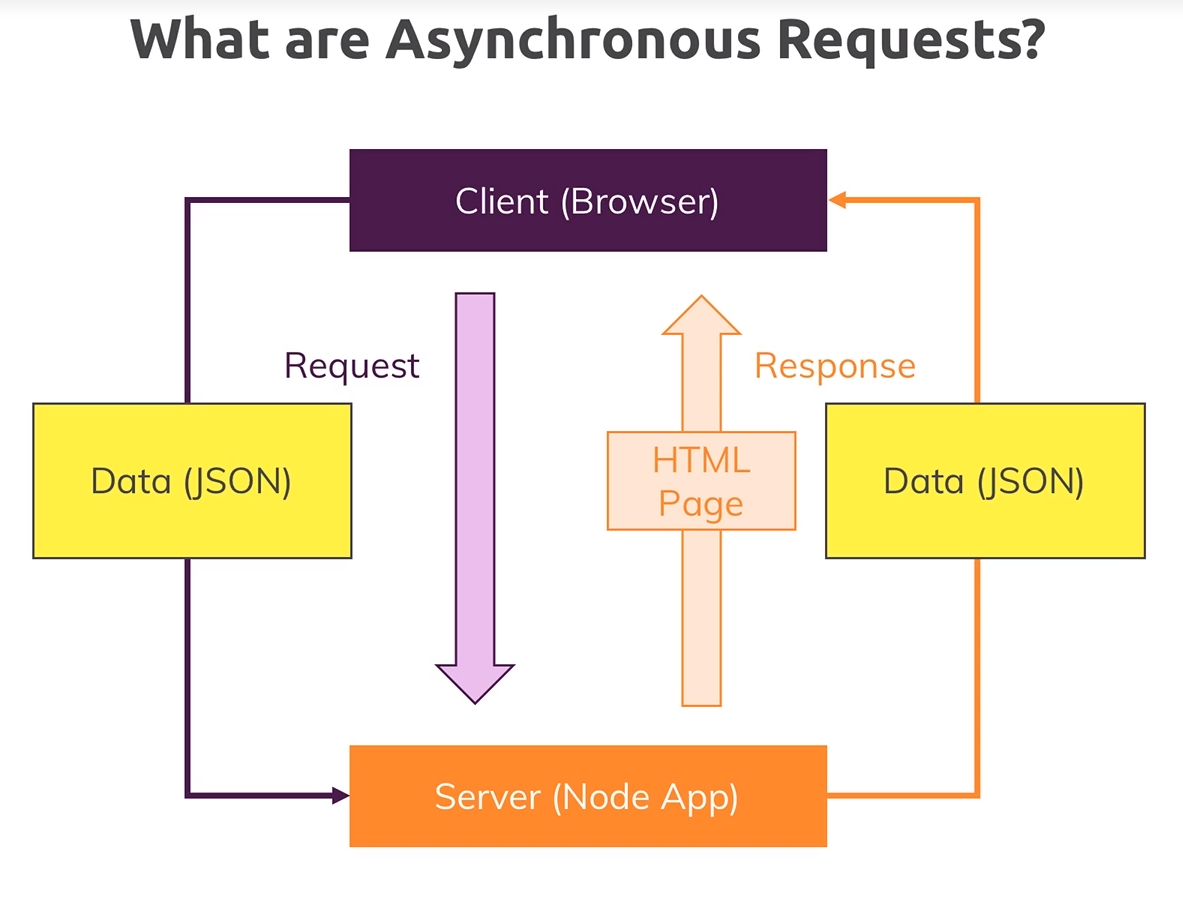 What are Asynchronous Requests?
Client (Browser)
Request
Response
Data (JSON)
HTML
Page
Data (JSON)
Server (Node App)